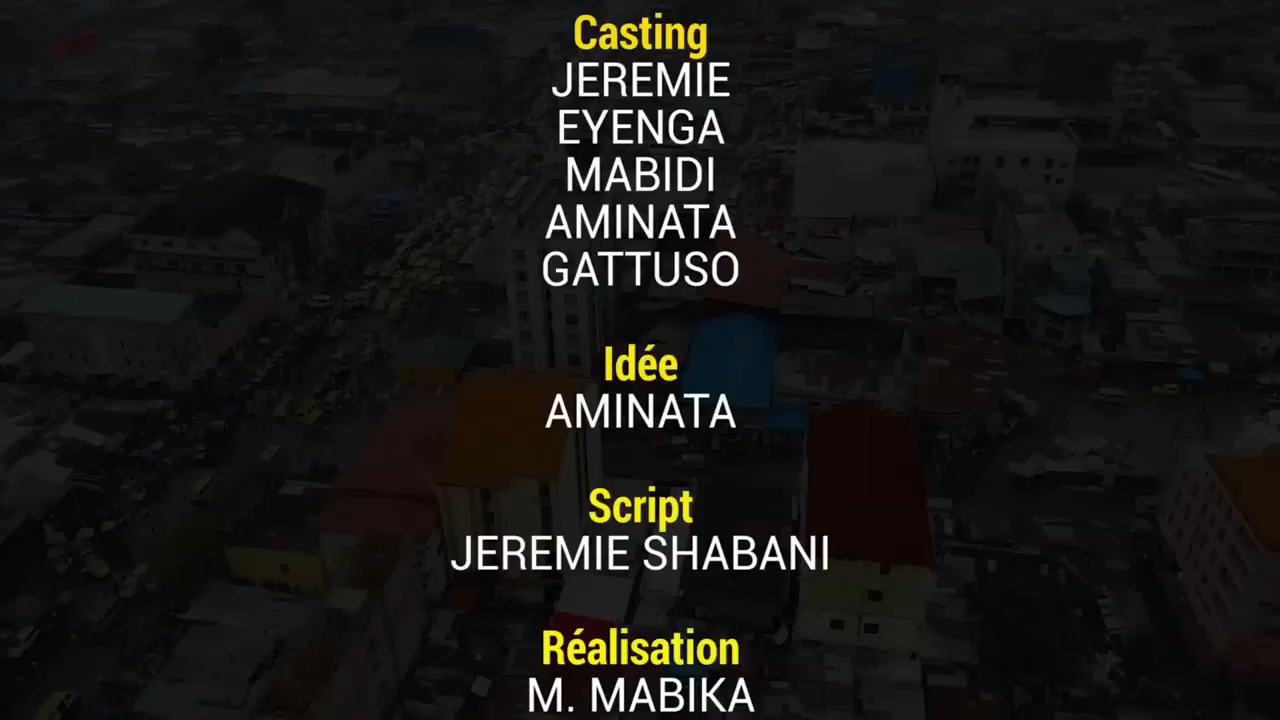 Casting
JEREMIE
EYENGA
MABIDI
AMINATA
GATTUSO
Idée
AMINATA
Script
JEREMIE SHABANI
Réalisation
M. MABIKA